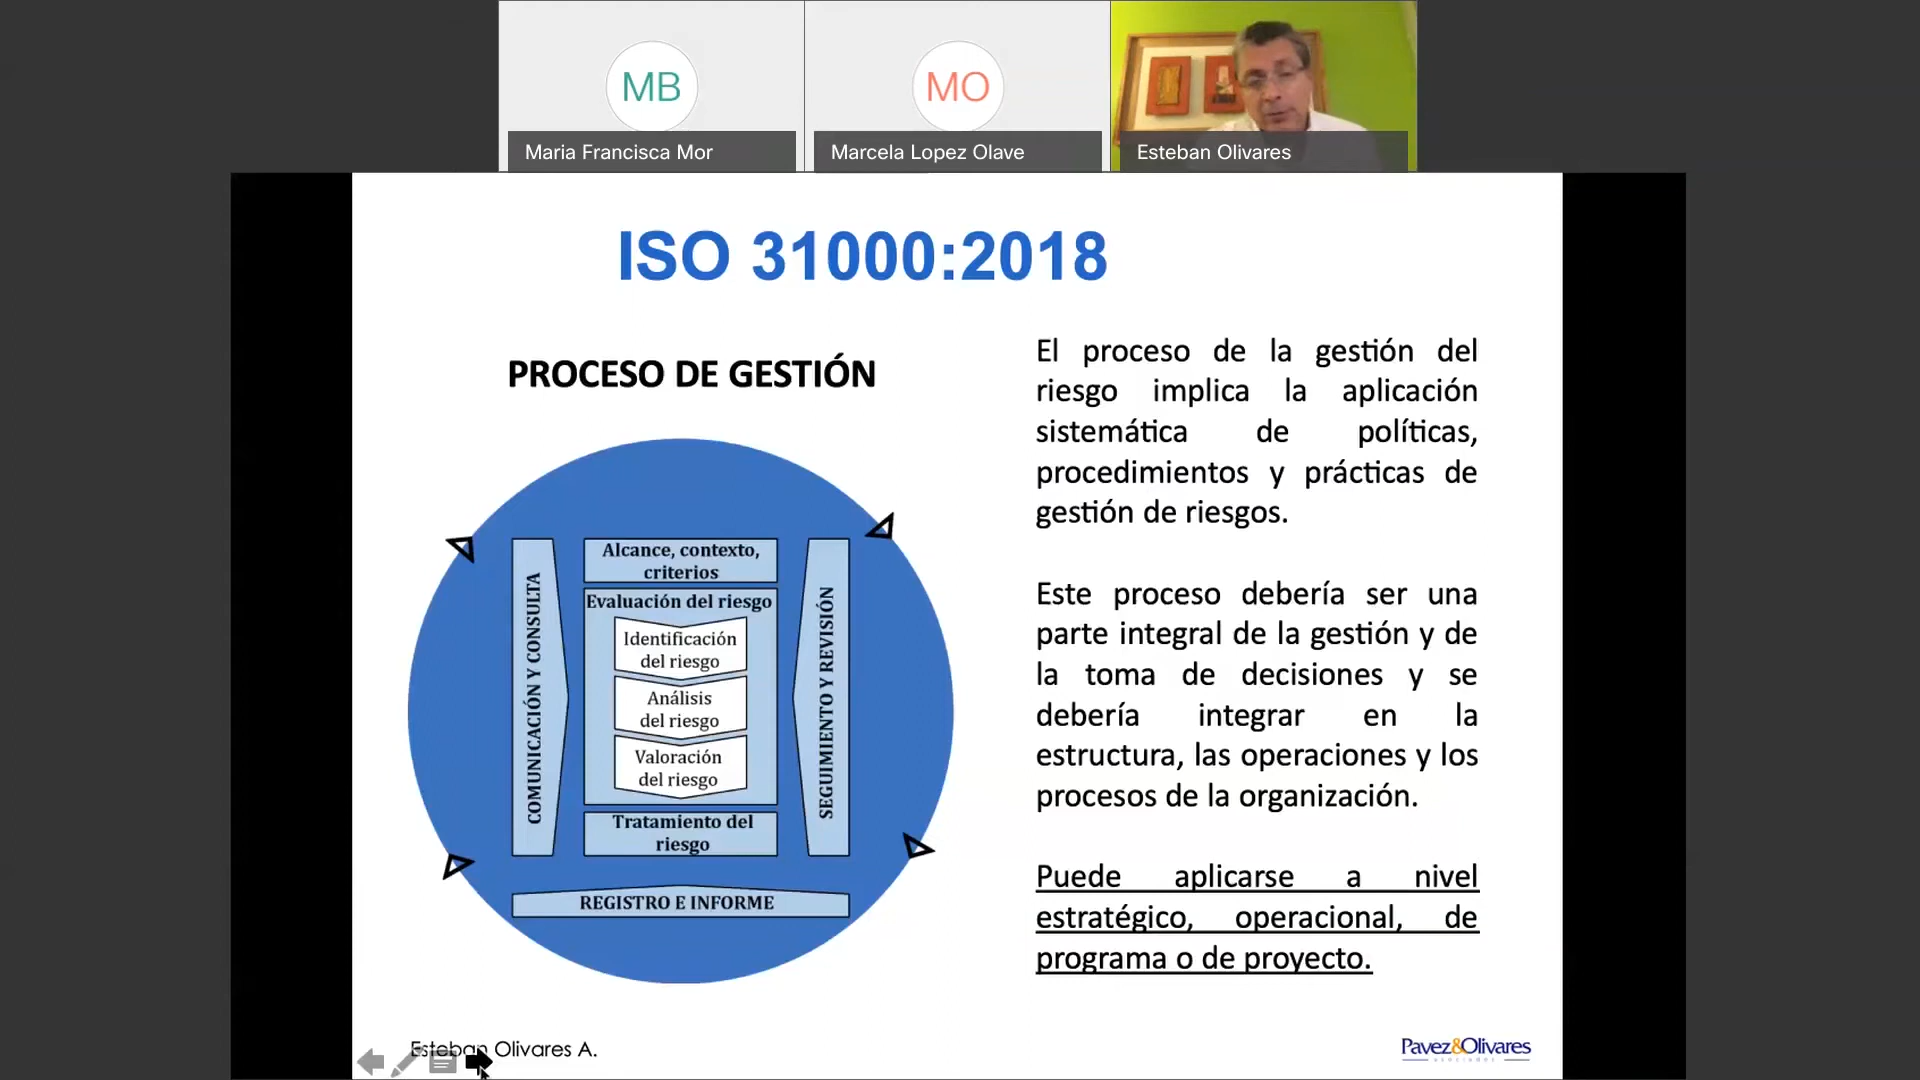 MB
MO
Maria Francisca Mor
Marcela Lopez Olave
Esteban Olivares
ISO 31000:2018
PROCESO DE GESTIÓN
COMUNICACIÓN Y CONSULTA
Alcance, contexto,
criterios
Evaluación del riesgo
Identificación
del riesgo
Análisis
del riesgo
Valoración
del riesgo
Tratamiento del
riesgo
SEGUIMIENTO Y REVISIÓN
REGISTRO E INFORME
El proceso de la gestión del
riesgo implica la aplicación
sistemática de políticas,
procedimientos y prácticas de
gestión de riesgos.
Este proceso debería ser una
parte integral de la gestión y de
la toma de decisiones y se
debería integrar en la
estructura, las operaciones y los
procesos de la organización.
Puede aplicarse a nivel
estratégico, operacional, de
programa o de proyecto.
Esteban Olivares A.
Pavez&Olivares